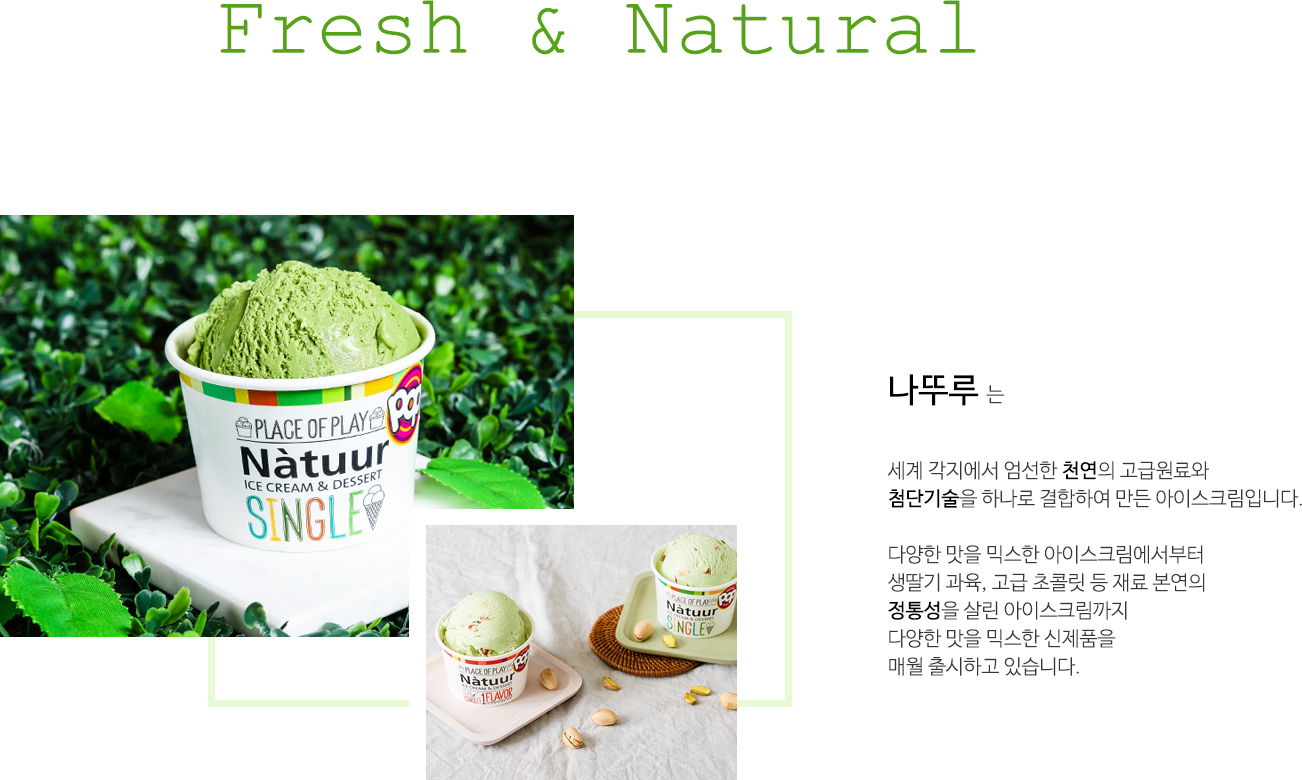 Fresh & Natural
PLACE OF PLAY
pop
Nàtuur
ICE CREAM & DESSERT
SINGLE
나뚜루 는
세계 각지에서 엄선한 천연의 고급원료와
첨단기술을 하나로 결합하여 만든 아이스크림입니다.
다양한 맛을 믹스한 아이스크림에서부터
생딸기 과육, 고급 초콜릿 등 재료 본연의
정통성을 살린 아이스크림까지
다양한 맛을 믹스한 신제품을
매월 출시하고 있습니다.
PLACE OF PLAY
pop
Nàtuur
SINGLE
PLACE OF PLAY
pop
Nàtuur
ICE CREAM & DESSERT
1FLAVOR